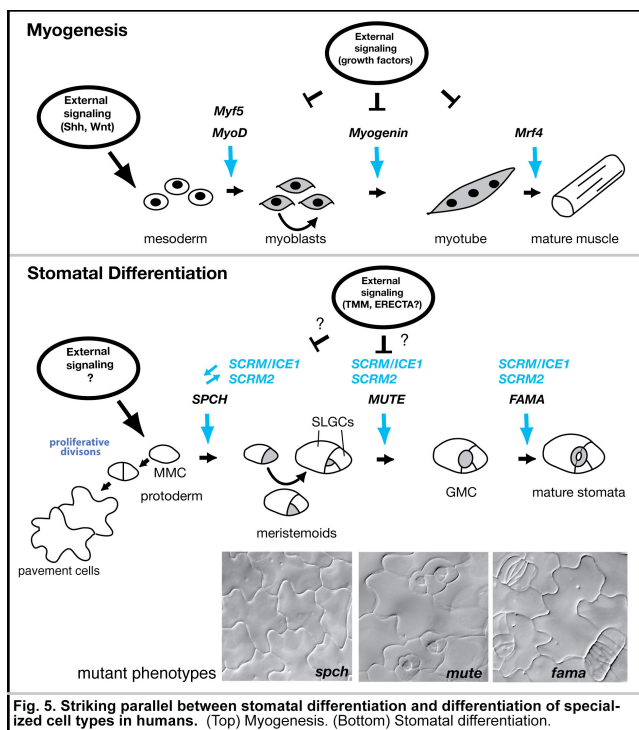 Myogenesis
External
signaling
(growth factors)
External
signaling
(Shh, Wnt)
Myf5
MyoD
Myogenin
Mrf4
mesoderm
myoblasts
myotube
mature muscle
Stomatal Differentiation
External
signaling
(TMM, ERECTA?)
?
?
External
signaling
?
SCRM/ICE1
SCRM2
SPCH
SCRM/ICE1
SCRM2
MUTE
SCRM/ICE1
SCRM2
FAMA
proliferative
divisons
MMC
protoderm
SLGCs
meristemoids
GMC
mature stomata
pavement cells
mutant phenotypes
spch
mute
fama
Fig. 5. Striking parallel between stomatal differentiation and differentiation of special-
ized cell types in humans. (Top) Myogenesis. (Bottom) Stomatal differentiation.